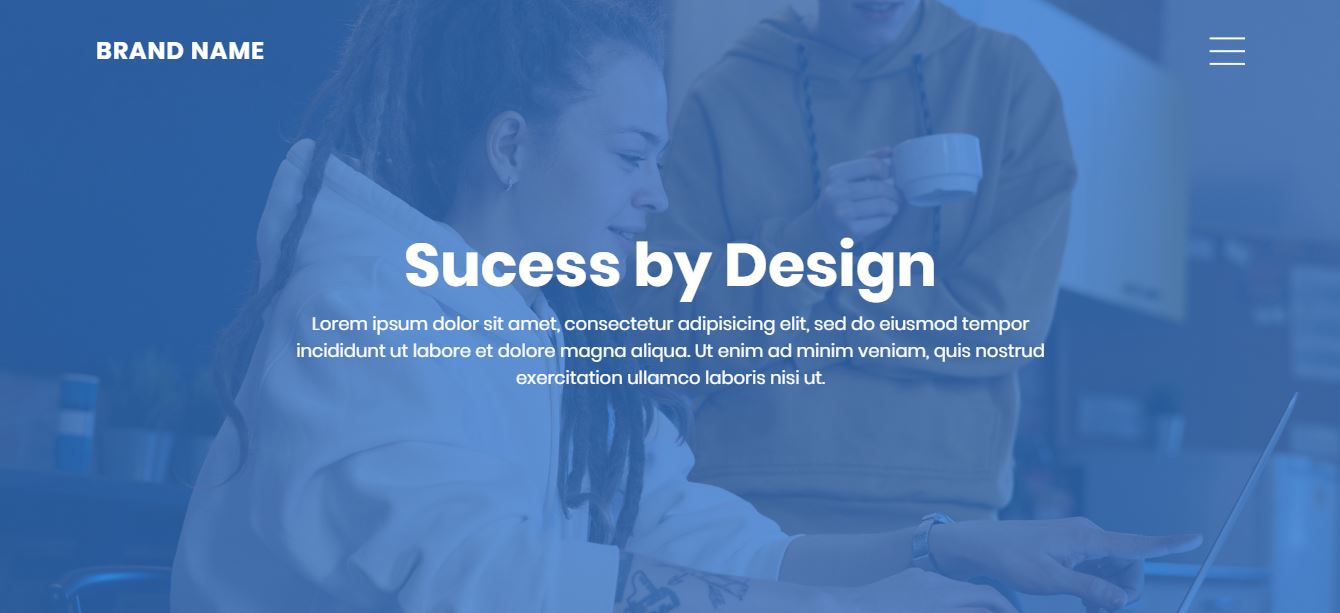 BRAND NAME
Sucess by Design
Lorem ipsum dolor sit amet, consectetur adipisicing elit, sed do eiusmod tempor
incididunt ut labore et dolore magna aliqua. Ut enim ad minim veniam, quis nostrud
exercitation ullamco laboris nisi ut.